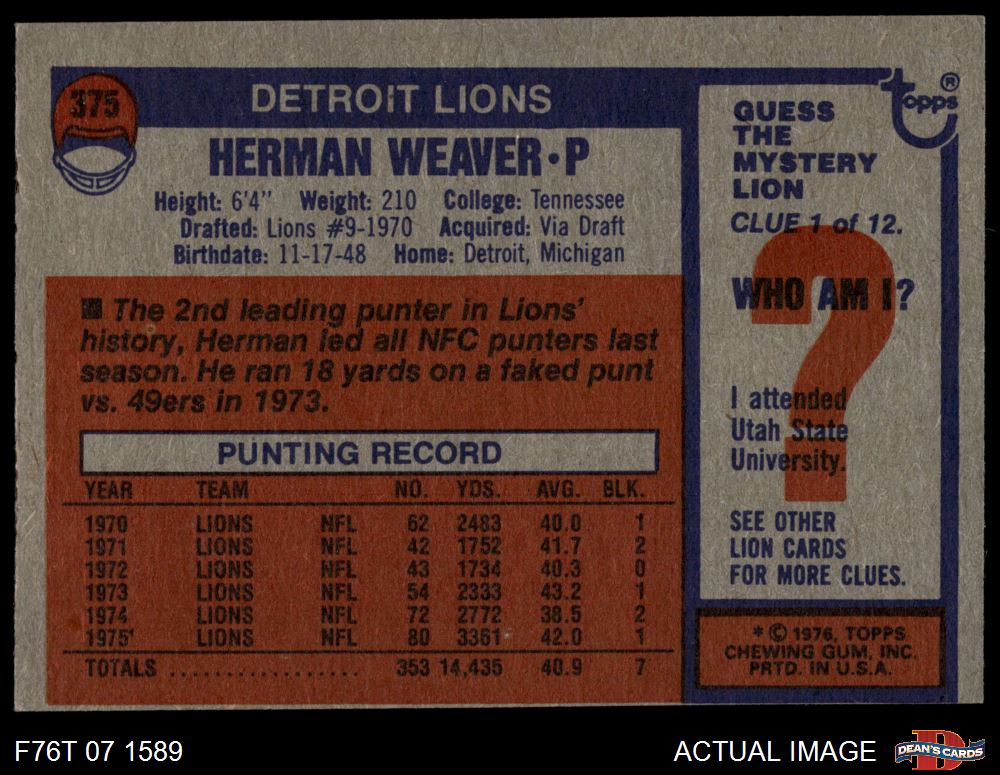 375
DETROIT LIONS
HERMAN WEAVER•P
Height: 6'4" Weight: 210 College: Tennessee
Drafted: Lions #9-1970 Acquired: Via Draft
Birthdate: 11-17-48 Home: Detroit, Michigan
The 2nd leading punter in Lions'
history, Herman led all NFC punters last
season. He ran 18 yards on a faked punt
vs. 49ers in 1973.
PUNTING RECORD
YEAR TEAM NO. YDS. AVG. BLK.
1970 LIONS NFL 62 2483 40.0 1
1971 LIONS NFL 42 1752 41.7 2
1972 LIONS NFL 43 1734 40.3 0
1973 LIONS NFL 54 2333 43.2 1
1974 LIONS NFL 72 2772 38.5 2
1975 LIONS NFL 80 3361 42.0 1
TOTALS .................. 353 14,435 40.9 7
topps®
GUESS
THE
MYSTERY
LION
CLUE 1 of 12.
?
WHO AM I?
I attended
Utah State
University.
SEE OTHER
LION CARDS
FOR MORE CLUES.
* © 1976, TOPPS
CHEWING GUM, INC.
PRTD. IN U.S.A.
F76T 07 1589
ACTUAL IMAGE
DEAN'S CARDS